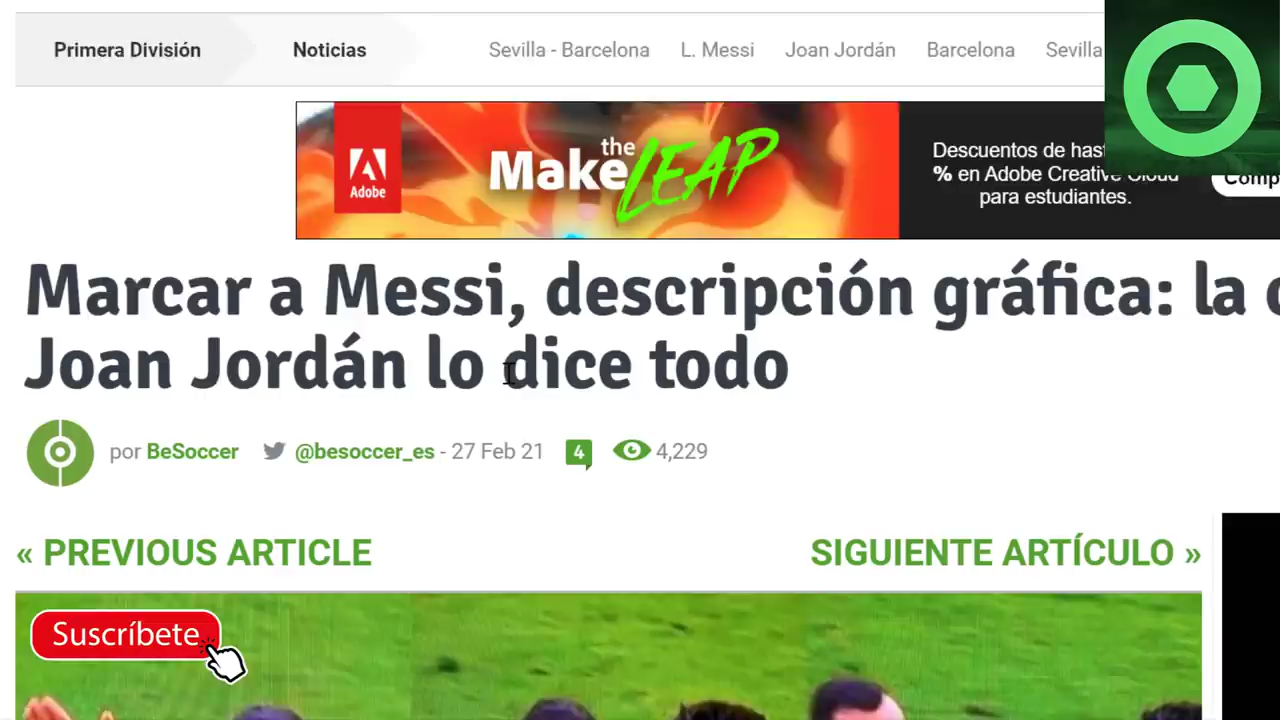 Primera División Noticias Sevilla - Barcelona L. Messi Joan Jordán Barcelona Sevilla
Adobe
Make the LEAP
Descuentos de
% en Adobe Creative Cloud
para estudiantes.
Marcar a Messi, descripción gráfica: la
Joan Jordán lo dice todo
por BeSoccer @besoccer_es - 27 Feb 21 4 4,229
« PREVIOUS ARTICLE SIGUIENTE ARTÍCULO »
Suscríbete